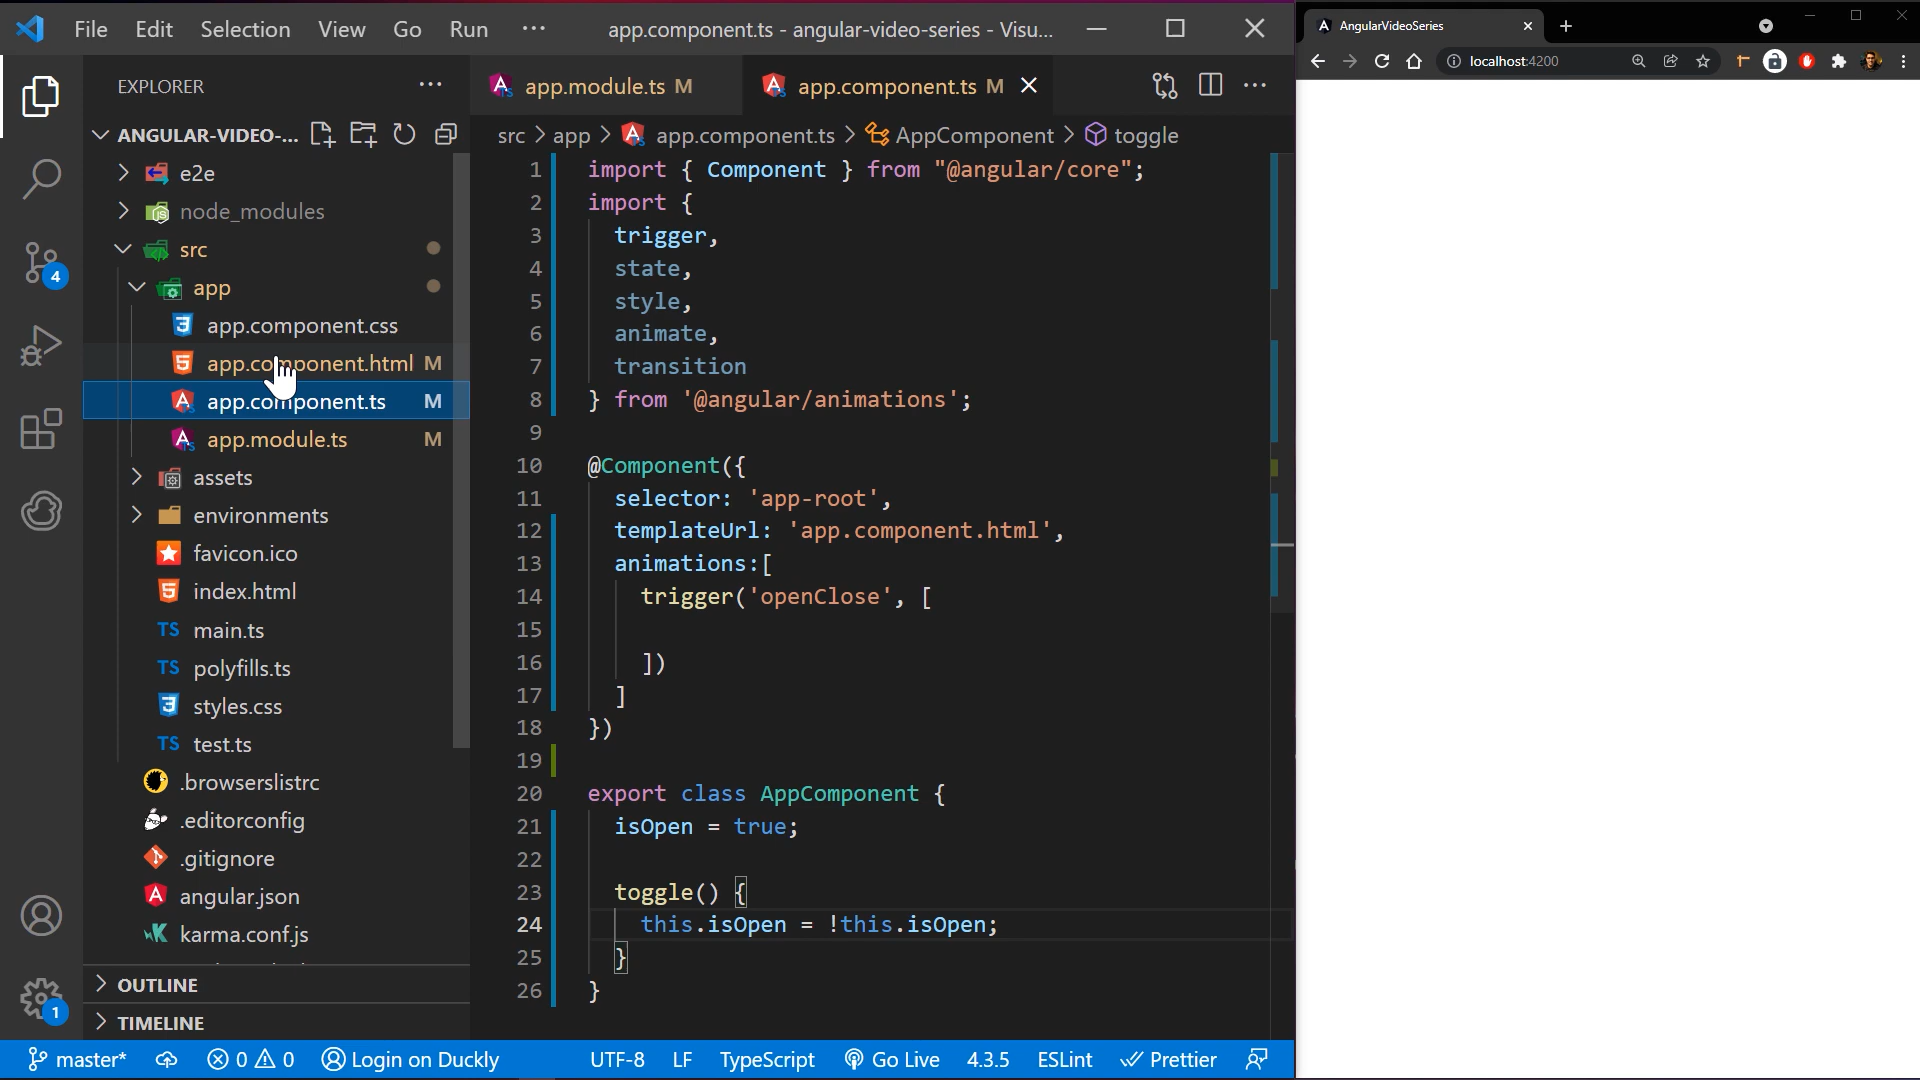 File Edit Selection View Go Run ··· app.component.ts - angular-video-series - Visu...
EXPLORER
ANGULAR-VIDEO-...
e2e
node_modules
src
app
app.component.css
app.component.html M
app.component.ts M
app.module.ts M
assets
environments
favicon.ico
index.html
TS main.ts
TS polyfills.ts
styles.css
TS test.ts
.browserslistrc
.editorconfig
.gitignore
angular.json
karma.conf.js
OUTLINE
TIMELINE
4
1
app.module.ts M
app.component.ts M
src > app > app.component.ts > AppComponent > toggle
1 import { Component } from "@angular/core";
2 import {
3 trigger,
4 state,
5 style,
6 animate,
7 transition
8 } from '@angular/animations';
9
10 @Component({
11 selector: 'app-root',
12 templateUrl: 'app.component.html',
13 animations:[
14 trigger('openClose', [
15
16 ])
17 ]
18 })
19
20 export class AppComponent {
21 isOpen = true;
22
23 toggle() {
24 this.isOpen = !this.isOpen;
25 }
26 }
master* 0 0 Login on Duckly UTF-8 LF TypeScript Go Live 4.3.5 ESLint Prettier
AngularVideoSeries
localhost:4200